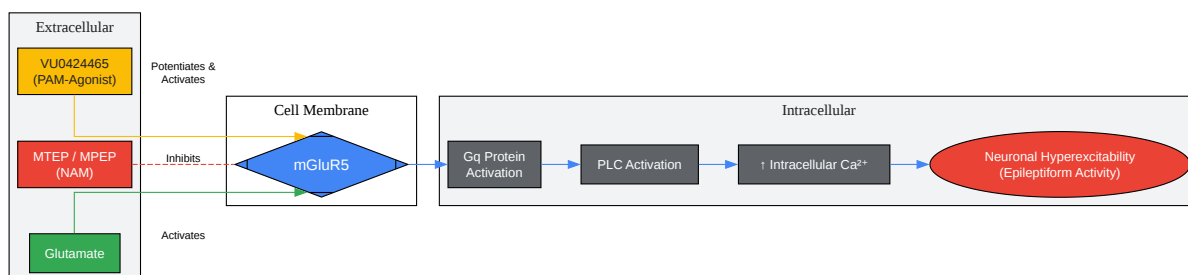 Extracellular
VU0424465
(PAM-Agonist)
Potentiates &
Activates
MTEP / MPEP
(NAM)
Inhibits
Glutamate
Activates
Cell Membrane
mGluR5
Intracellular
Gq Protein
Activation
PLC Activation
↑ Intracellular Ca²⁺
Neuronal Hyperexcitability
(Epileptiform Activity)